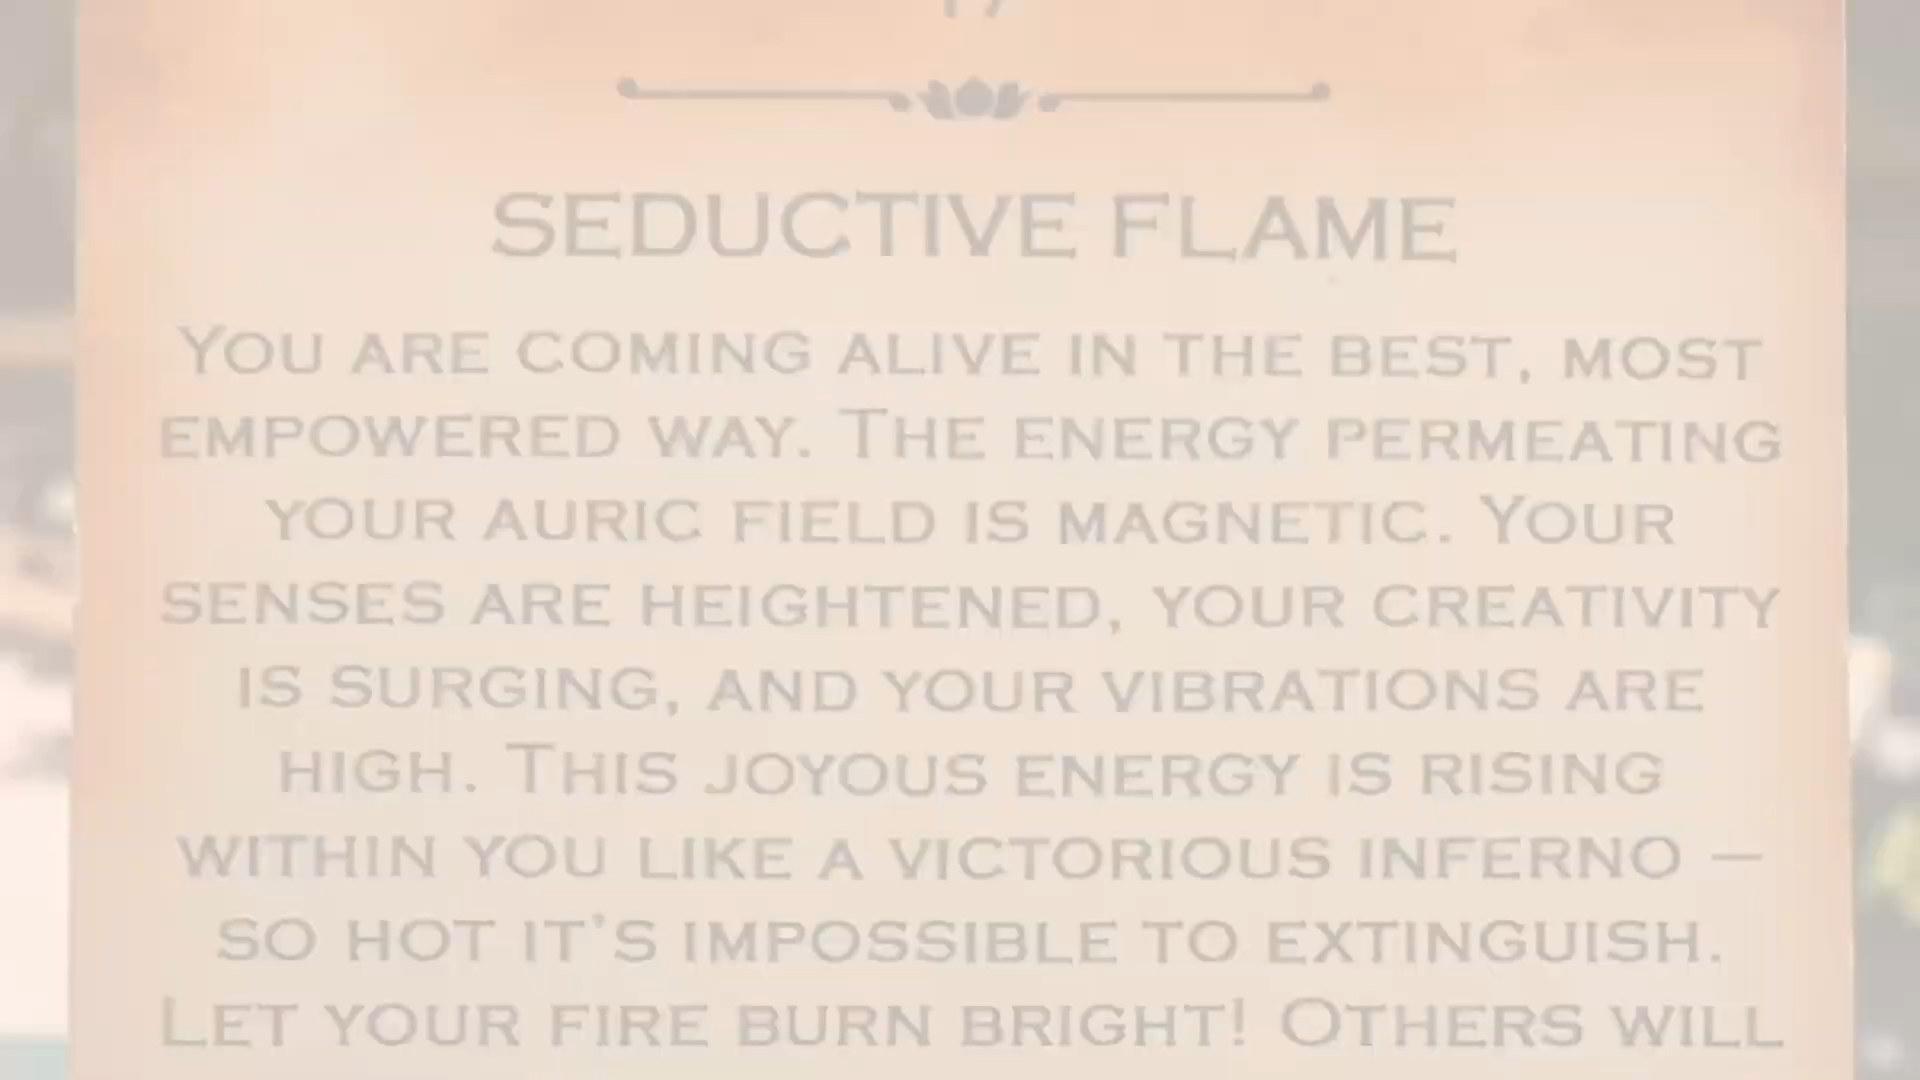 SEDUCTIVE FLAME
YOU ARE COMING ALIVE IN THE BEST, MOST
EMPOWERED WAY. THE ENERGY PERMEATING
YOUR AURIC FIELD IS MAGNETIC. YOUR
SENSES ARE HEIGHTENED, YOUR CREATIVITY
IS SURGING, AND YOUR VIBRATIONS ARE
HIGH. THIS JOYOUS ENERGY IS RISING
WITHIN YOU LIKE A VICTORIOUS INFERNO —
SO HOT IT'S IMPOSSIBLE TO EXTINGUISH.
LET YOUR FIRE BURN BRIGHT! OTHERS WILL